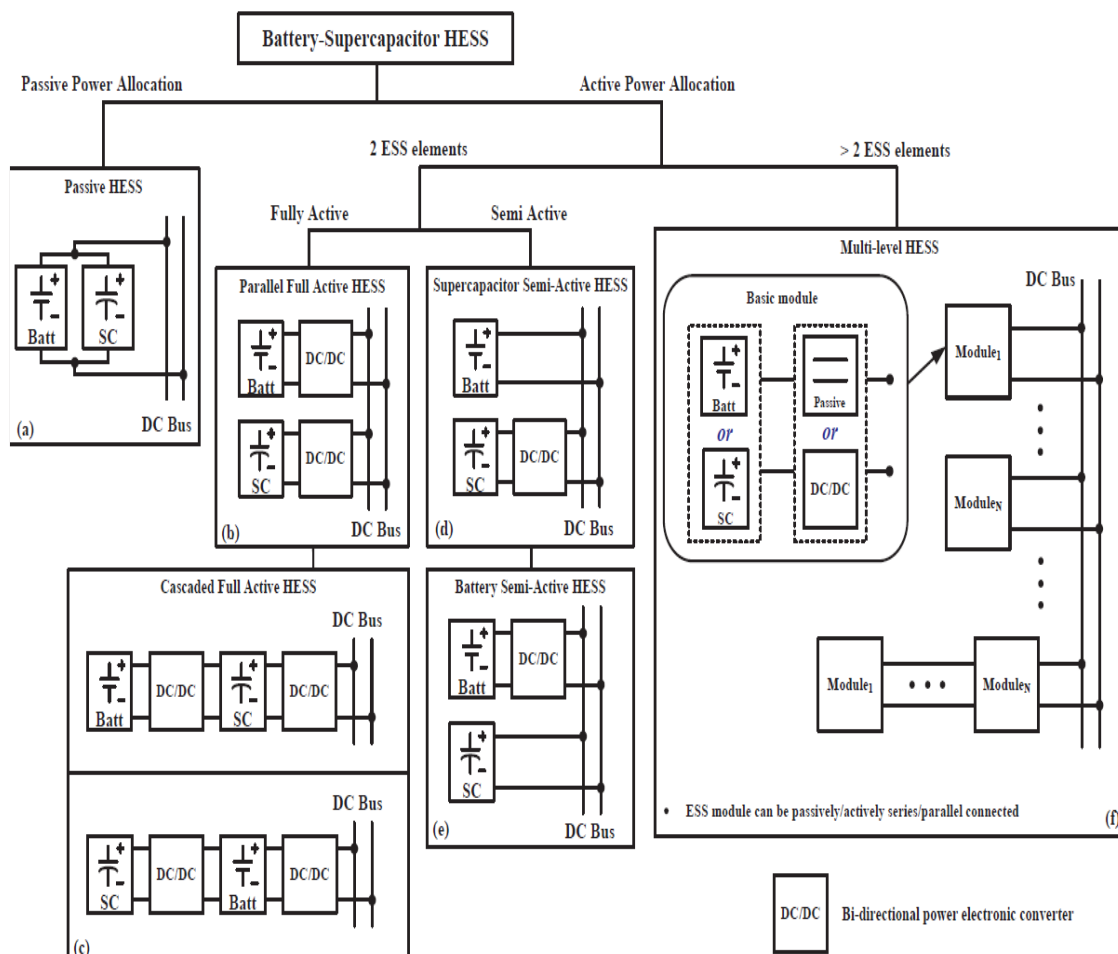 Battery-Supercapacitor HESS
Passive Power Allocation
Active Power Allocation
2 ESS elements
> 2 ESS elements
Fully Active
Semi Active
Passive HESS
+
-
Batt
+
-
SC
DC Bus
(a)
Parallel Full Active HESS
+
-
Batt
DC/DC
+
-
SC
DC/DC
DC Bus
(b)
Supercapacitor Semi-Active HESS
+
-
Batt
+
-
SC
DC/DC
DC Bus
(d)
Cascaded Full Active HESS
DC Bus
+
-
Batt
DC/DC
+
-
SC
DC/DC
DC Bus
+
-
SC
DC/DC
+
-
Batt
DC/DC
(c)
Battery Semi-Active HESS
+
-
Batt
DC/DC
+
-
SC
DC Bus
(e)
Multi-level HESS
DC Bus
Basic module
+
-
Batt
or
+
-
SC
Passive
or
DC/DC
Module₁
Module_N
Module₁
Module_N
• ESS module can be passively/actively series/parallel connected
(f)
DC/DC
Bi-directional power electronic converter